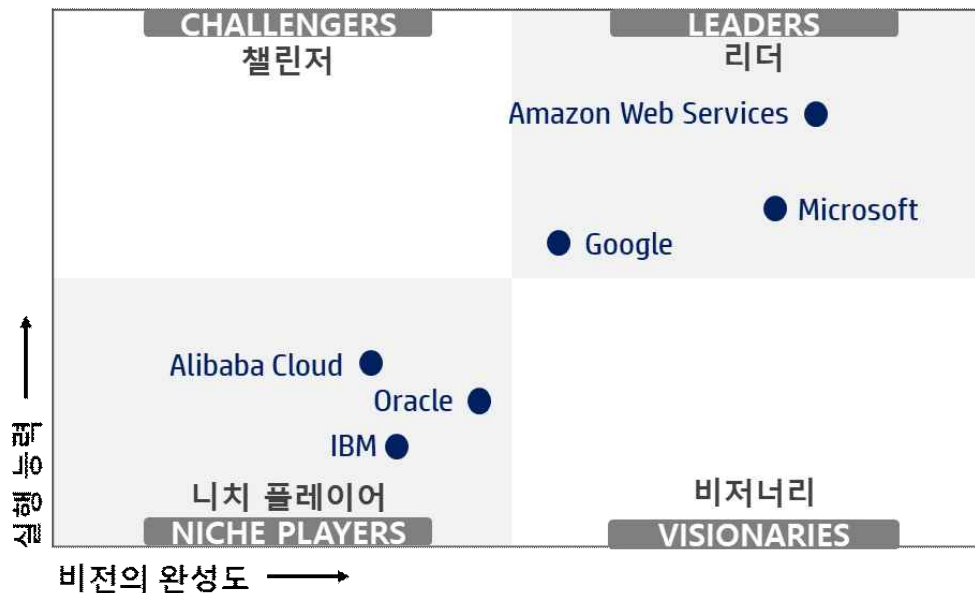 CHALLENGERS
챌린저
LEADERS
리더
Amazon Web Services
Microsoft
Google
Alibaba Cloud
Oracle
IBM
니치 플레이어
NICHE PLAYERS
비저너리
VISIONARIES
실행 능력
비전의 완성도